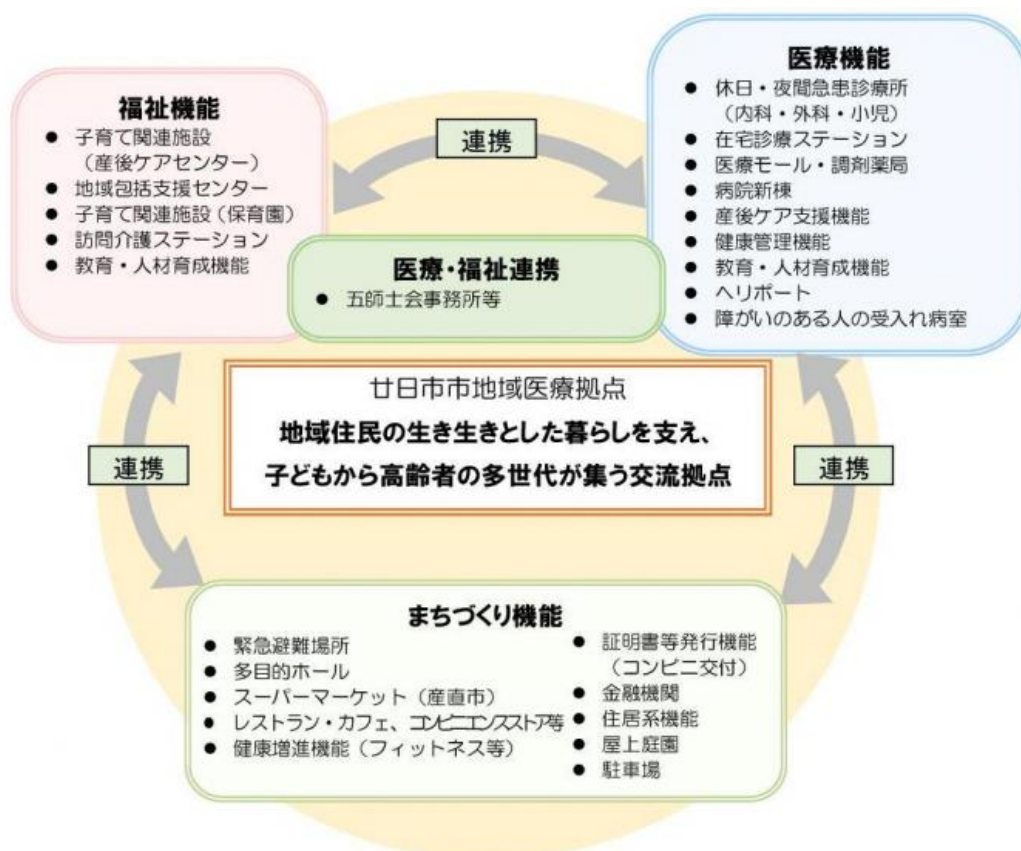 福祉機能
● 子育て関連施設
（産後ケアセンター）
● 地域包括支援センター
● 子育て関連施設（保育園）
● 訪問介護ステーション
● 教育・人材育成機能
連携
医療機能
● 休日・夜間急患診療所
（内科・外科・小児）
● 在宅診療ステーション
● 医療モール・調剤薬局
● 病院新棟
● 産後ケア支援機能
● 健康管理機能
● 教育・人材育成機能
● ヘリポート
● 障がいのある人の受入れ病室
医療・福祉連携
● 五師士会事務所等
廿日市市地域医療拠点
地域住民の生き生きとした暮らしを支え、
子どもから高齢者の多世代が集う交流拠点
連携
連携
まちづくり機能
● 緊急避難場所
● 多目的ホール
● スーパーマーケット（産直市）
● レストラン・カフェ、コンビニエンスストア等
● 健康増進機能（フィットネス等）
● 証明書等発行機能
（コンビニ交付）
● 金融機関
● 住居系機能
● 屋上庭園
● 駐車場